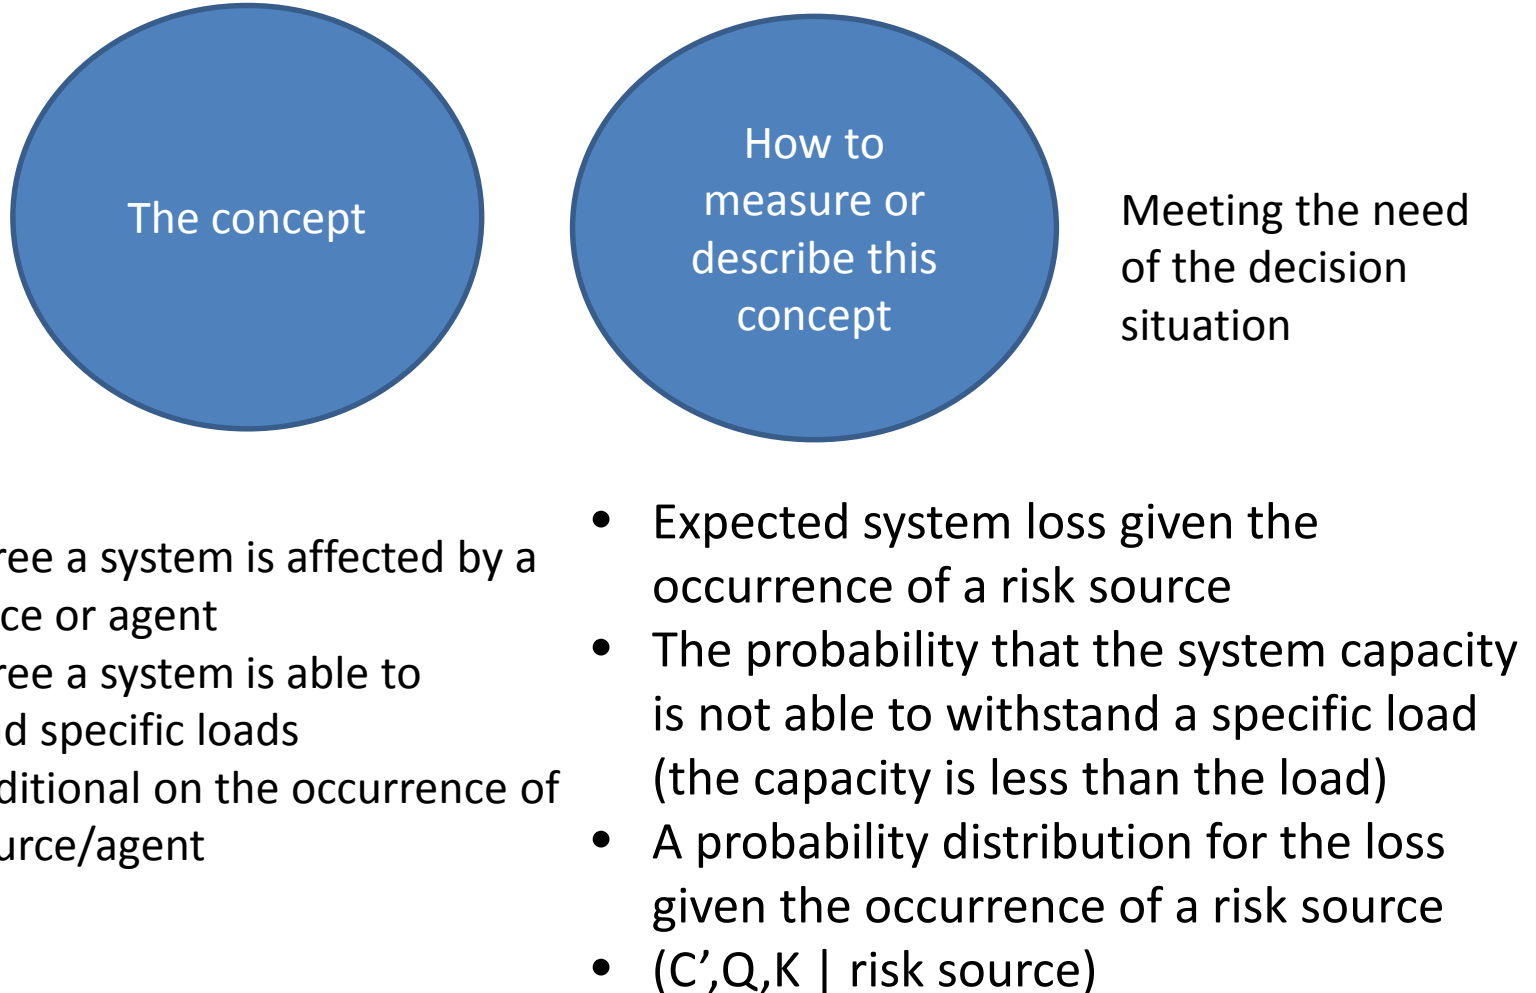 The concept
How to
measure or
describe this
concept
Meeting the need
of the decision
situation
ree a system is affected by a
ce or agent
ree a system is able to
d specific loads
ditional on the occurrence of
urce/agent
• Expected system loss given the
occurrence of a risk source
• The probability that the system capacity
is not able to withstand a specific load
(the capacity is less than the load)
• A probability distribution for the loss
given the occurrence of a risk source
• (C’,Q,K | risk source)